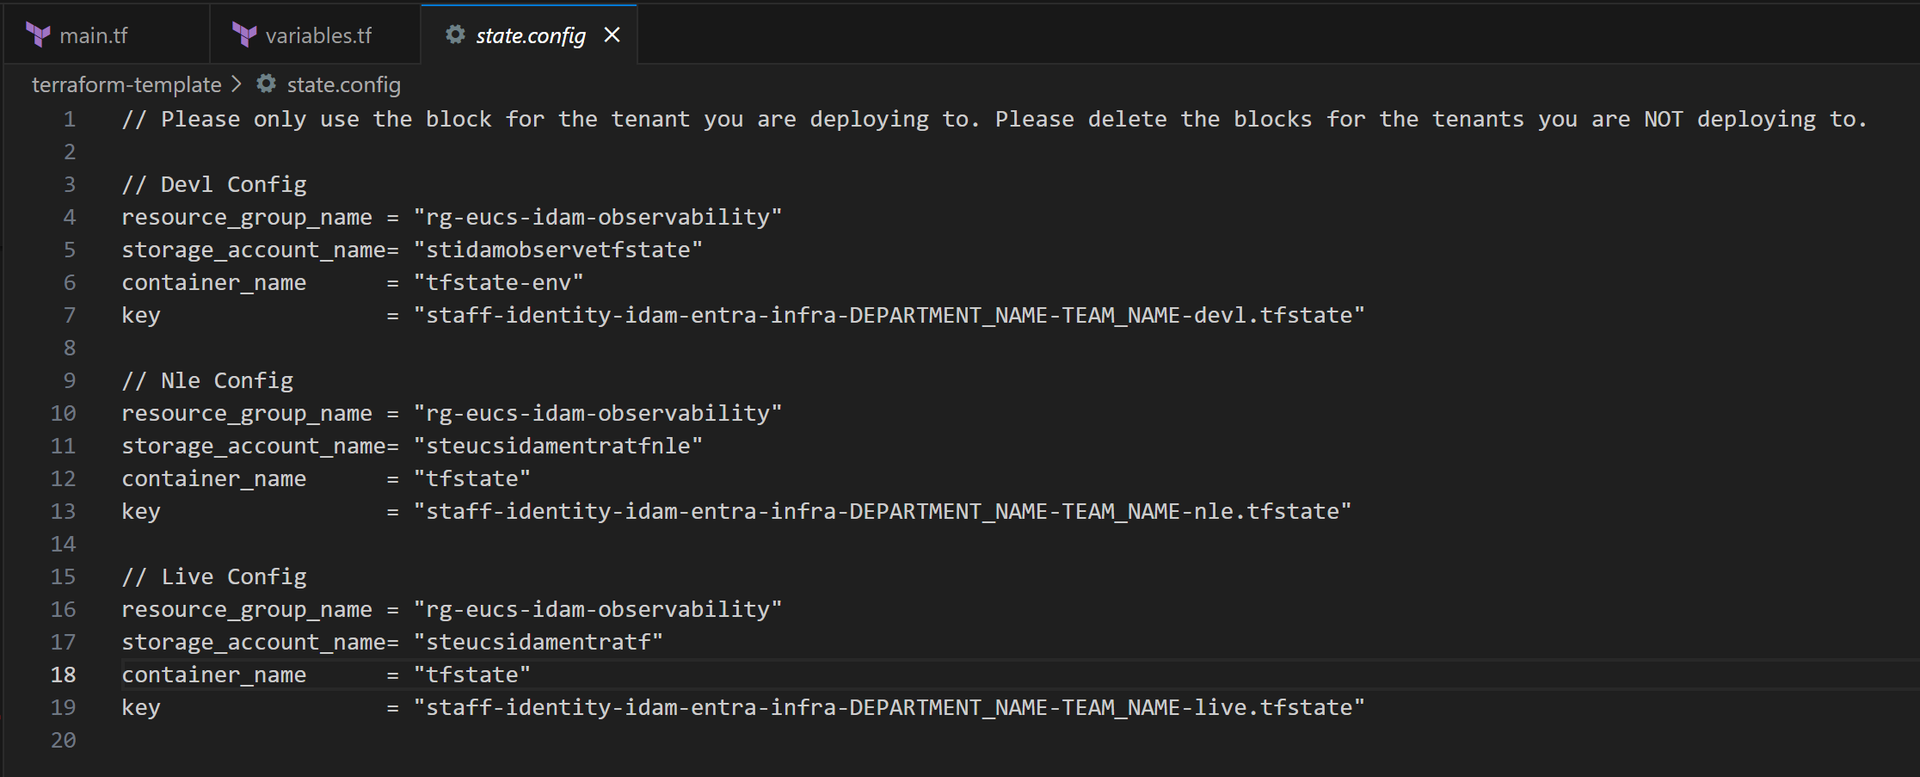 main.tf
variables.tf
state.config
terraform-template > state.config
1 // Please only use the block for the tenant you are deploying to. Please delete the blocks for the tenants you are NOT deploying to.
2
3 // Devl Config
4 resource_group_name = "rg-eucs-idam-observability"
5 storage_account_name= "stidamobservetfstate"
6 container_name      = "tfstate-env"
7 key                 = "staff-identity-idam-entra-infra-DEPARTMENT_NAME-TEAM_NAME-devl.tfstate"
8
9 // Nle Config
10 resource_group_name = "rg-eucs-idam-observability"
11 storage_account_name= "steucsidamentratfnle"
12 container_name      = "tfstate"
13 key                 = "staff-identity-idam-entra-infra-DEPARTMENT_NAME-TEAM_NAME-nle.tfstate"
14
15 // Live Config
16 resource_group_name = "rg-eucs-idam-observability"
17 storage_account_name= "steucsidamentratf"
18 container_name      = "tfstate"
19 key                 = "staff-identity-idam-entra-infra-DEPARTMENT_NAME-TEAM_NAME-live.tfstate"
20